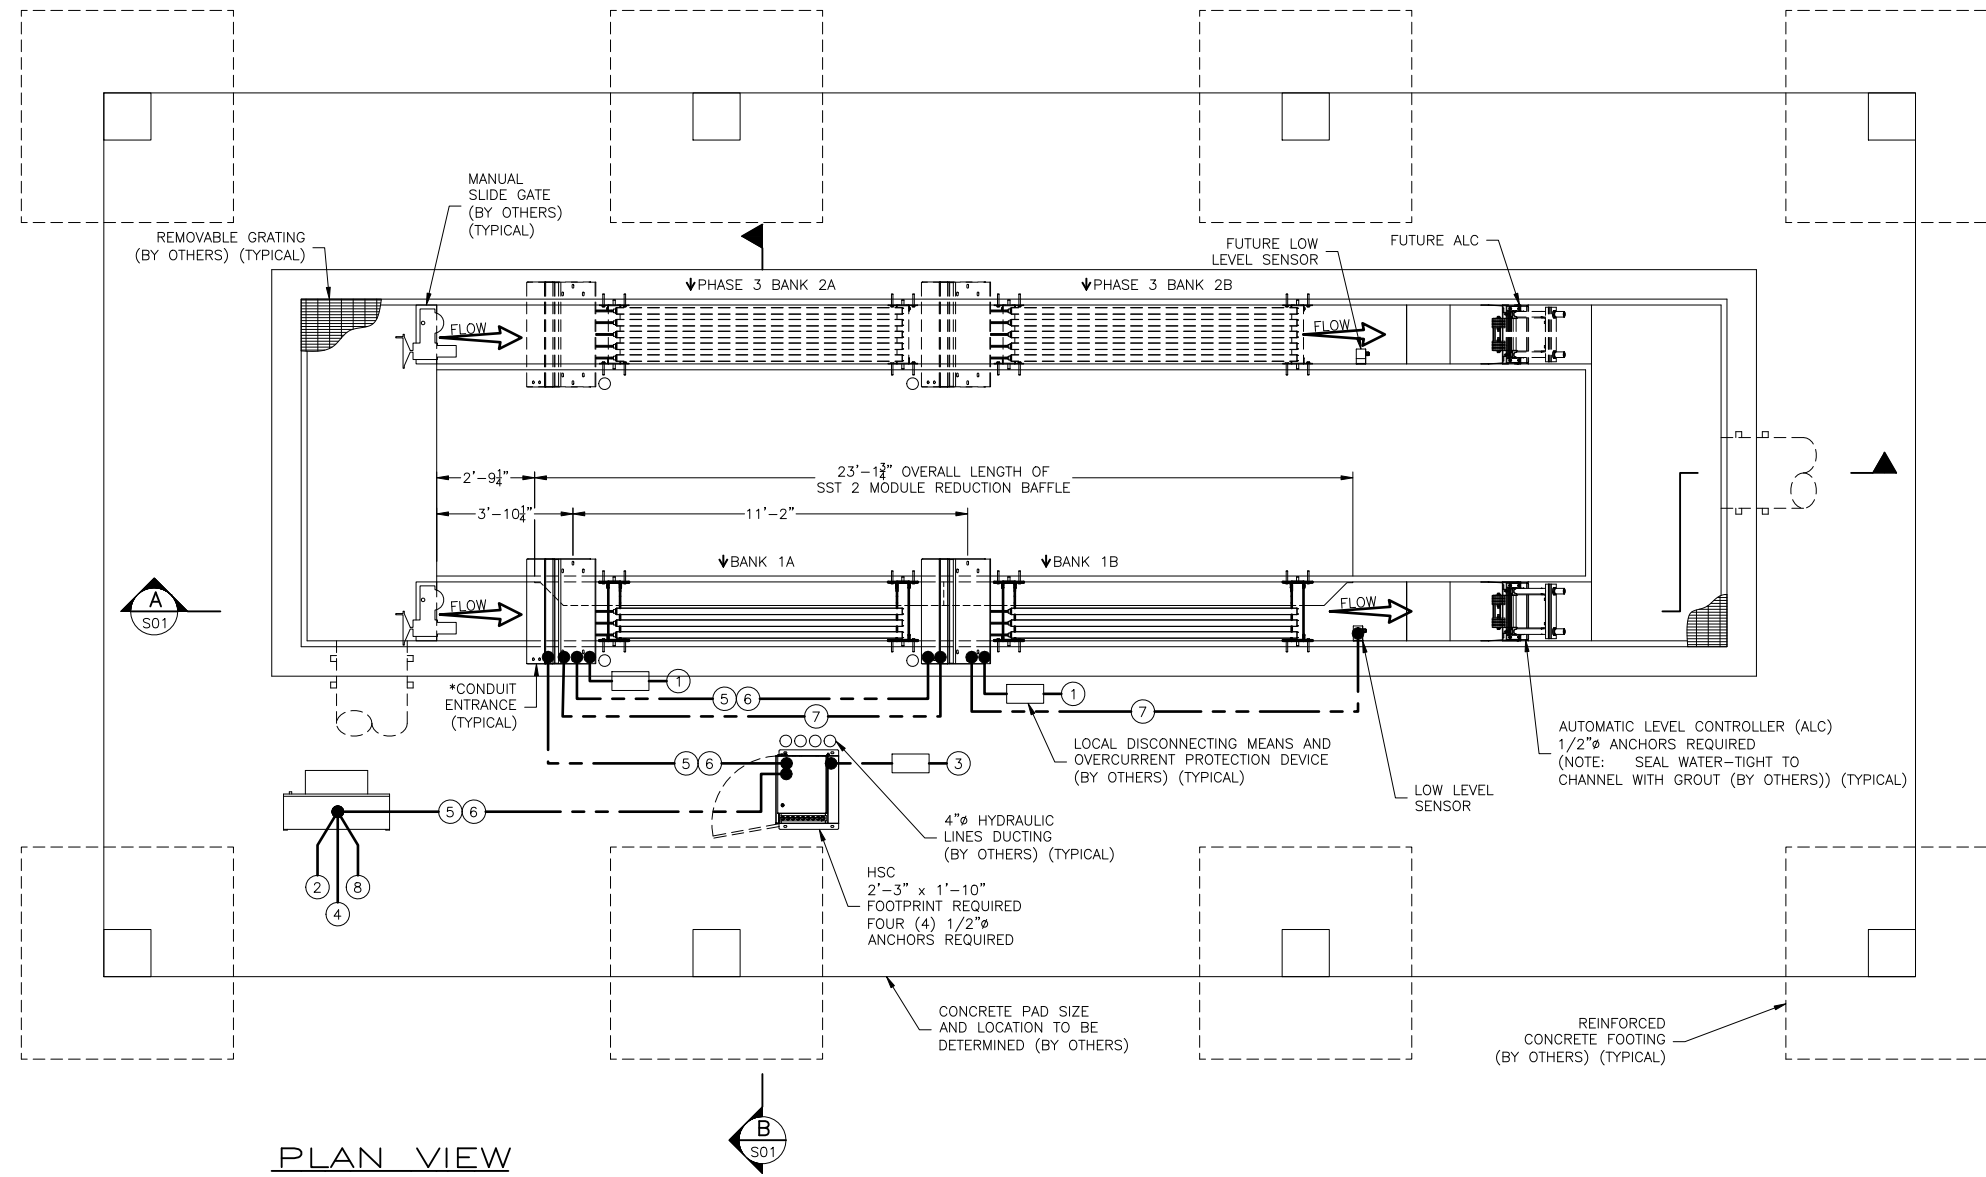 MANUAL
SLIDE GATE
(BY OTHERS)
(TYPICAL)
REMOVABLE GRATING
(BY OTHERS) (TYPICAL)
FUTURE LOW
LEVEL SENSOR
FUTURE ALC
PHASE 3 BANK 2A
PHASE 3 BANK 2B
FLOW
FLOW
2'-9 1/4"
23'-1 3/4" OVERALL LENGTH OF
SST 2 MODULE REDUCTION BAFFLE
3'-10 1/4"
11'-2"
BANK 1A
BANK 1B
A
S01
FLOW
FLOW
*CONDUIT
ENTRANCE
(TYPICAL)
1
5 6
7
1
7
5 6
3
LOCAL DISCONNECTING MEANS AND
OVERCURRENT PROTECTION DEVICE
(BY OTHERS) (TYPICAL)
AUTOMATIC LEVEL CONTROLLER (ALC)
1/2"ø ANCHORS REQUIRED
(NOTE: SEAL WATER-TIGHT TO
CHANNEL WITH GROUT (BY OTHERS)) (TYPICAL)
LOW LEVEL
SENSOR
5 6
4"ø HYDRAULIC
LINES DUCTING
(BY OTHERS) (TYPICAL)
2
8
4
HSC
2'-3" x 1'-10"
FOOTPRINT REQUIRED
FOUR (4) 1/2"ø
ANCHORS REQUIRED
CONCRETE PAD SIZE
AND LOCATION TO BE
DETERMINED (BY OTHERS)
REINFORCED
CONCRETE FOOTING
(BY OTHERS) (TYPICAL)
B
S01
PLAN VIEW